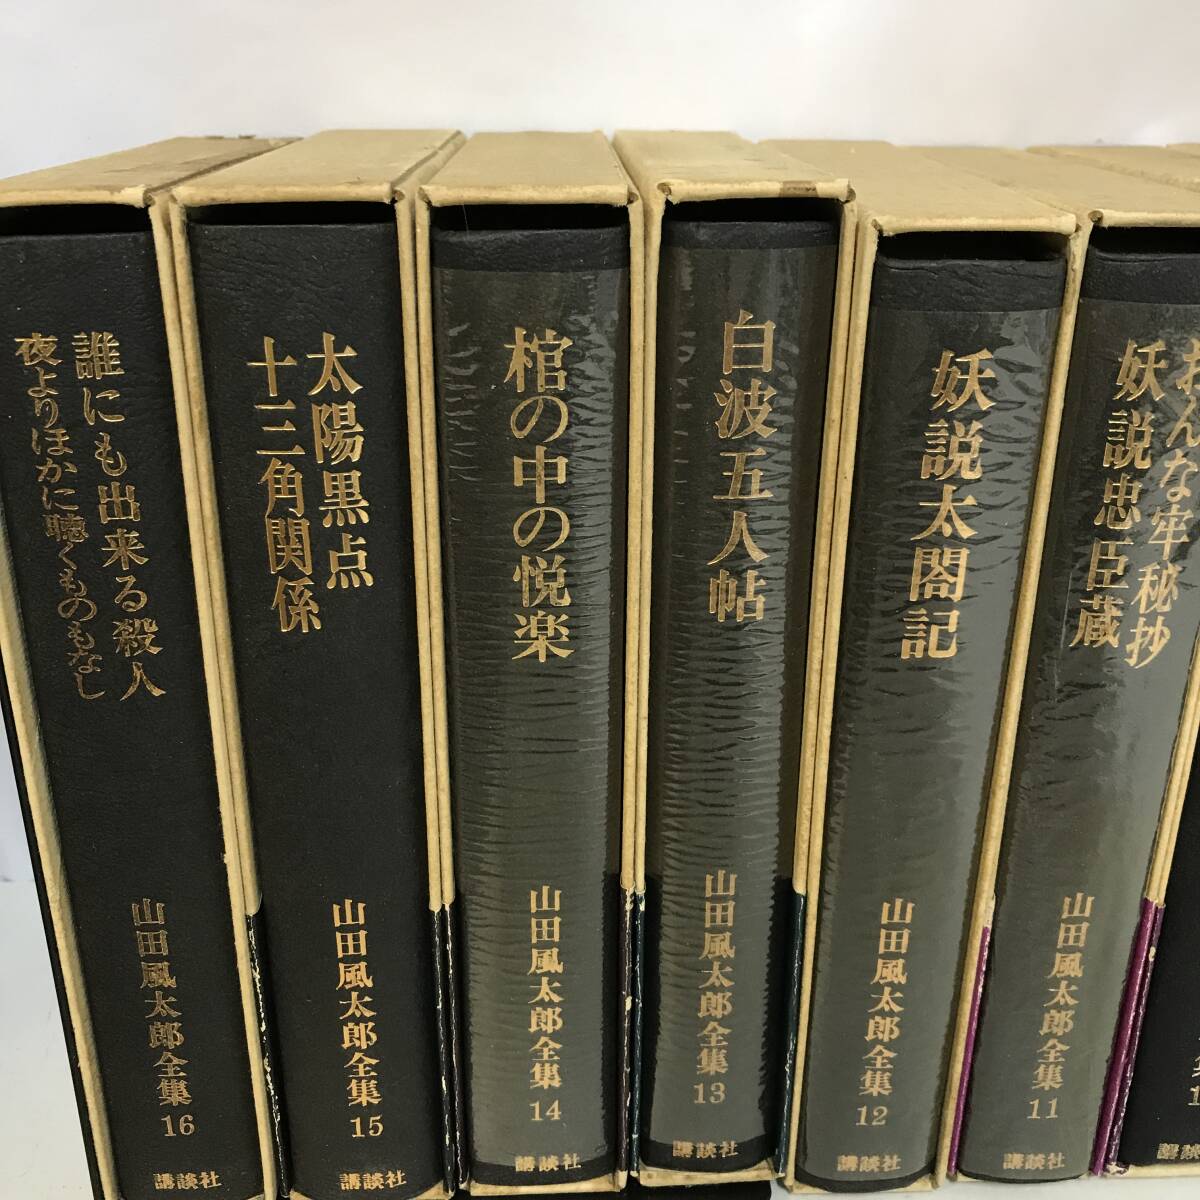 誰にも出来る殺人
夜よりほかに聴くものもなし
山田風太郎全集
16
講談社
太陽黒点
十三角関係
山田風太郎全集
15
講談社
棺の中の悦楽
山田風太郎全集
14
講談社
白波五人帖
山田風太郎全集
13
講談社
妖説太閤記
山田風太郎全集
12
講談社
おんな牢秘抄
妖説忠臣蔵
山田風太郎全集
11
講談社